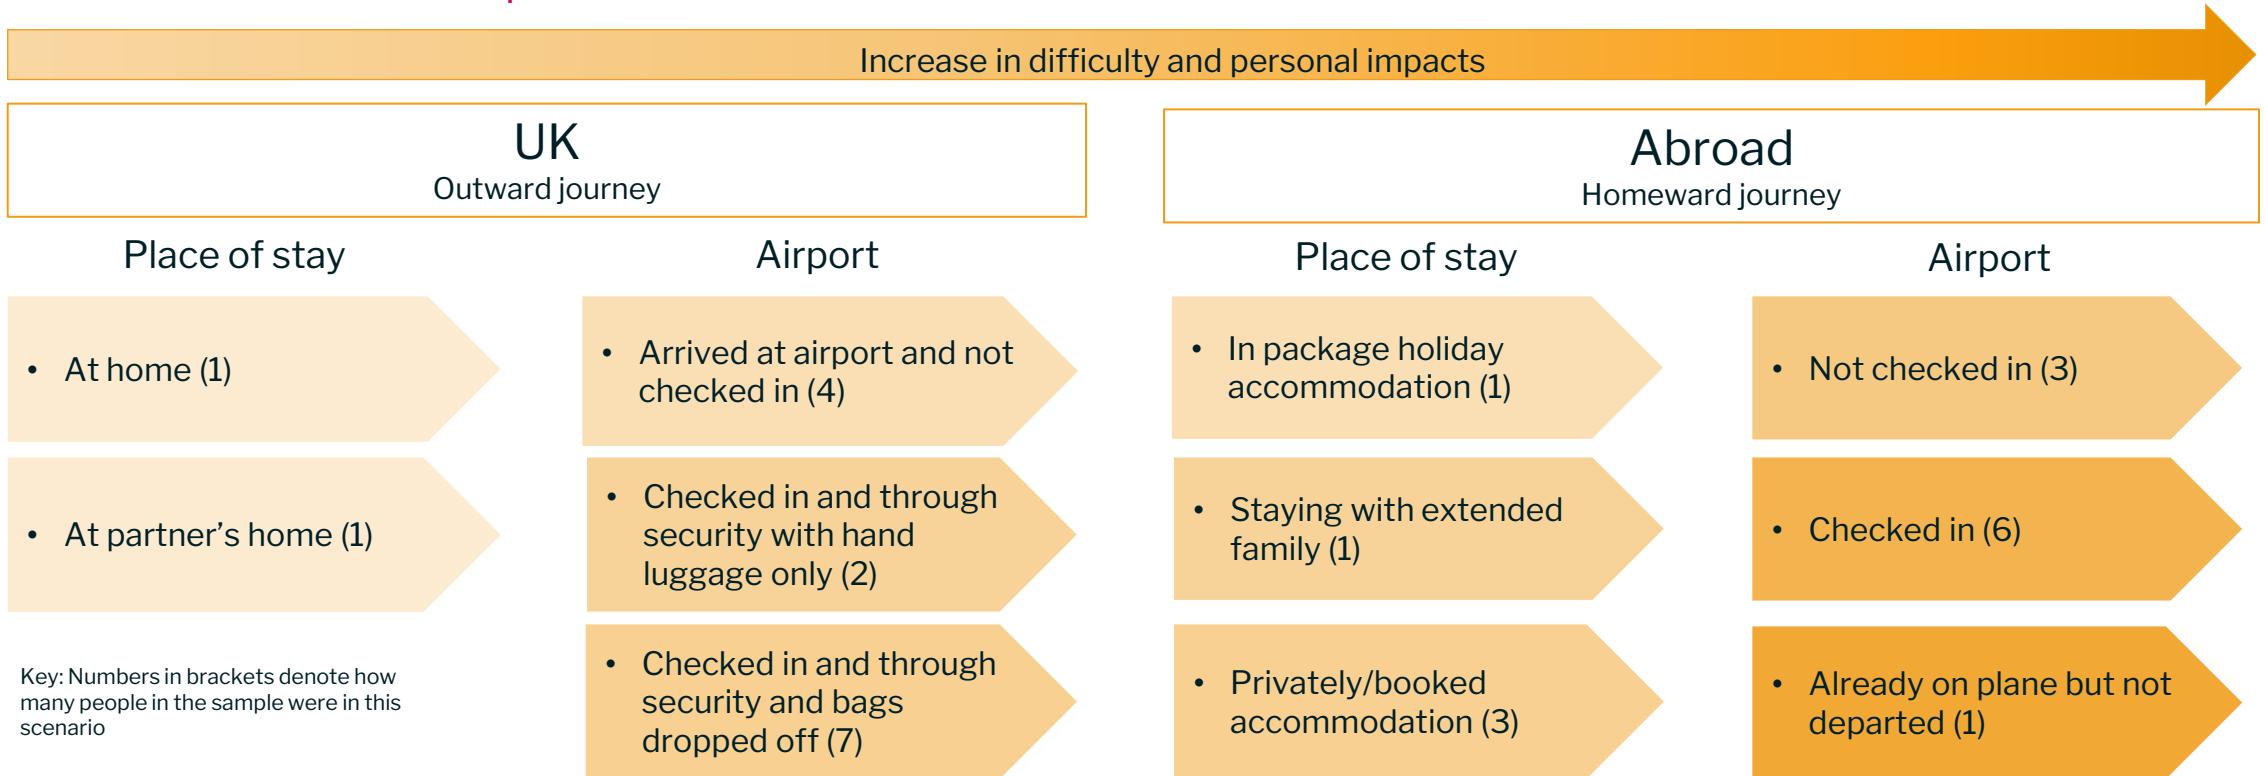 Increase in difficulty and personal impacts
UK
Outward journey
Abroad
Homeward journey
Place of stay
Airport
Place of stay
Airport
• At home (1)
• At partner’s home (1)
Key: Numbers in brackets denote how
many people in the sample were in this
scenario
• Arrived at airport and not
checked in (4)
• Checked in and through
security with hand
luggage only (2)
• Checked in and through
security and bags
dropped off (7)
• In package holiday
accommodation (1)
• Staying with extended
family (1)
• Privately/booked
accommodation (3)
• Not checked in (3)
• Checked in (6)
• Already on plane but not
departed (1)